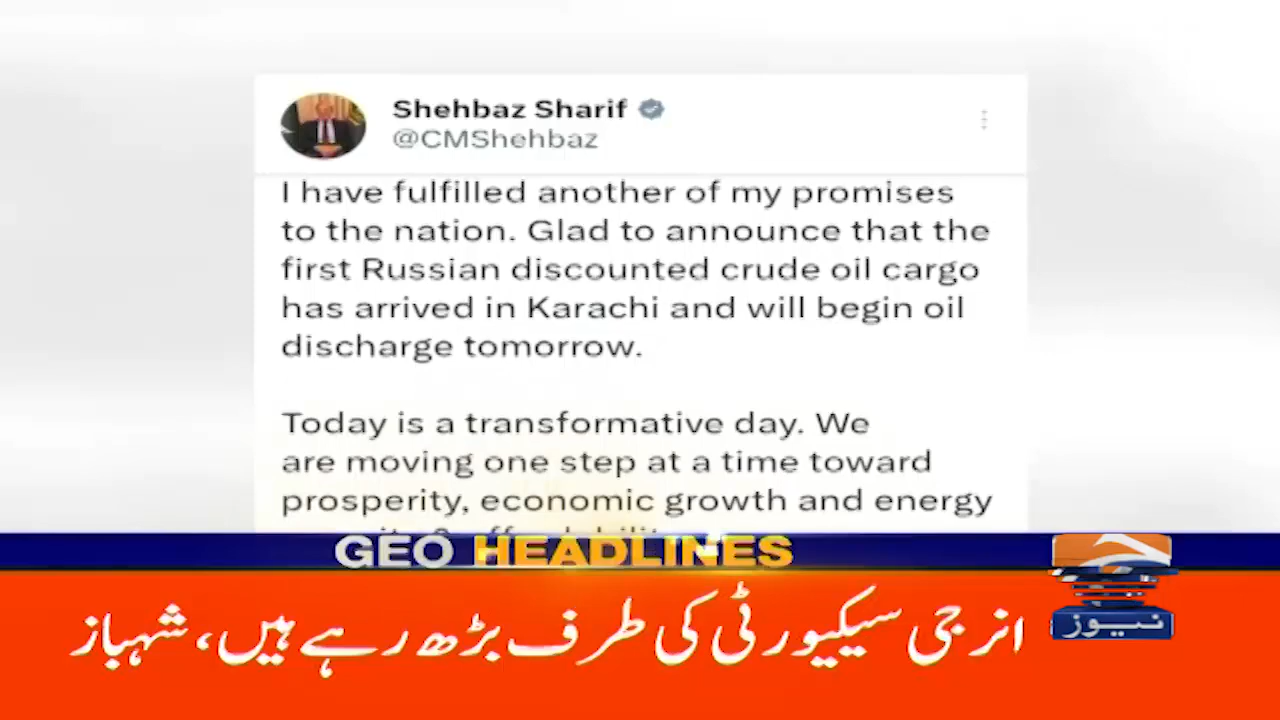 Shehbaz Sharif
@CMShehbaz
I have fulfilled another of my promises
to the nation. Glad to announce that the
first Russian discounted crude oil cargo
has arrived in Karachi and will begin oil
discharge tomorrow.
Today is a transformative day. We
are moving one step at a time toward
prosperity, economic growth and energy
GEO HEADLINES
انرجی سیکیورٹی کی طرف بڑھ رہے ہیں، شہباز
نیوز